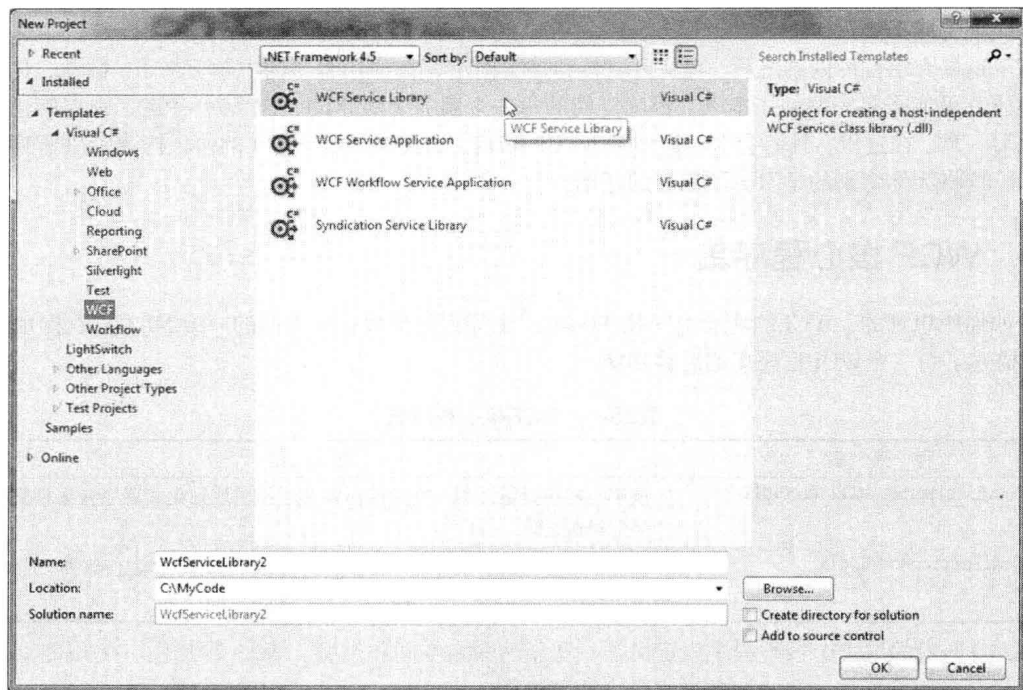 New Project
Recent
Installed
Templates
Visual C#
Windows
Web
Office
Cloud
Reporting
SharePoint
Silverlight
Test
WCF
Workflow
LightSwitch
Other Languages
Other Project Types
Test Projects
Samples
Online
.NET Framework 4.5
Sort by: Default
C# WCF Service Library Visual C#
WCF Service Library
C# WCF Service Application Visual C#
C# WCF Workflow Service Application Visual C#
C# Syndication Service Library Visual C#
Search Installed Templates
Type: Visual C#
A project for creating a host-independent
WCF service class library (.dll)
Name: WcfServiceLibrary2
Location: C:\MyCode
Browse...
Solution name: WcfServiceLibrary2
Create directory for solution
Add to source control
OK Cancel